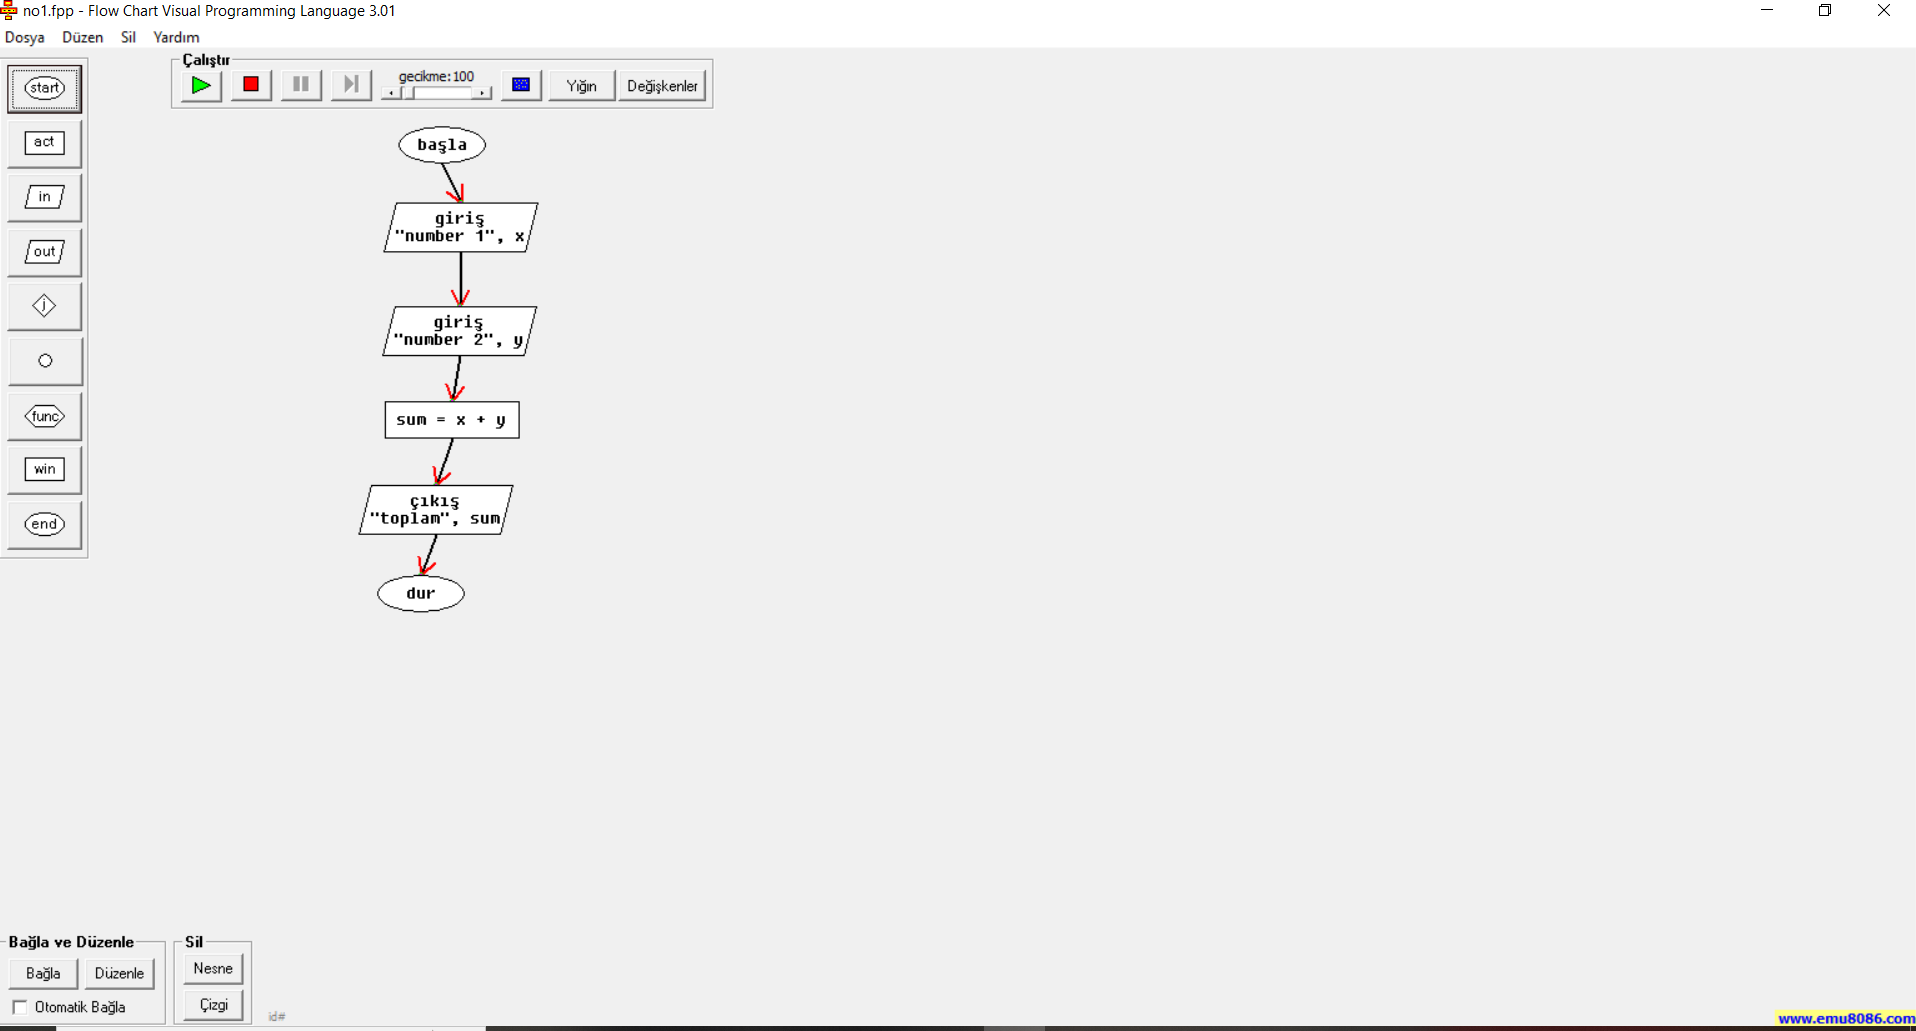 no1.fpp - Flow Chart Visual Programming Language 3.01
Dosya Düzen Sil Yardım
Çalıştır
gecikme:100
Yığın
Değişkenler
start
act
in
out
j
func
win
end
başla
giriş
"number 1", x
giriş
"number 2", y
sum = x + y
çıkış
"toplam", sum
dur
Bağla ve Düzenle
Bağla
Düzenle
Otomatik Bağla
Sil
Nesne
Çizgi
id#
www.emu8086.com